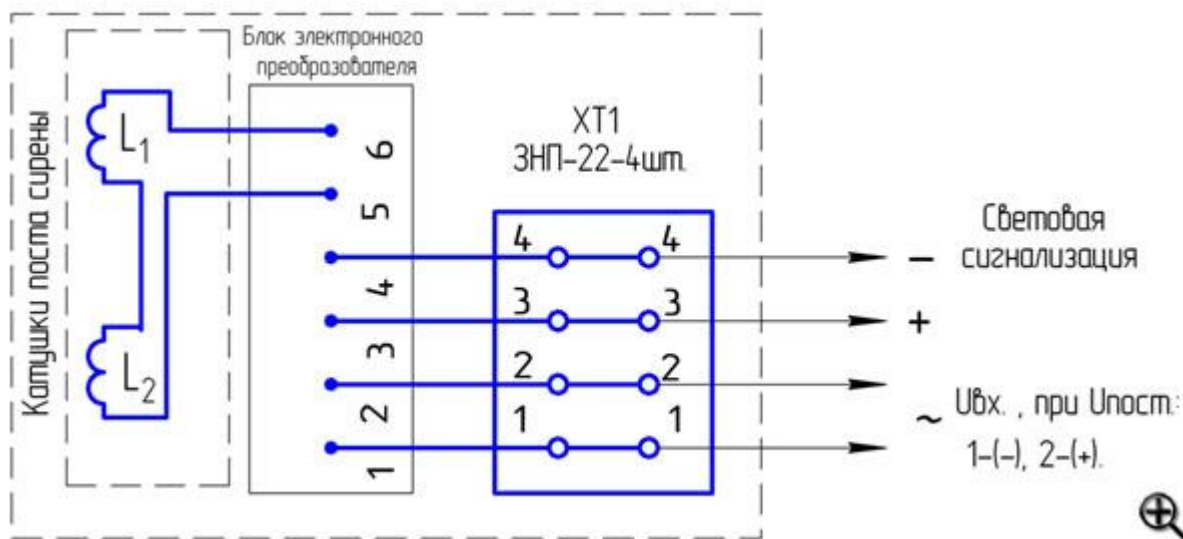 Блок электронного
преобразователя
Катушки поста сирены
L1
L2
6
5
4
3
2
1
XT1
ЗНП-22-4шт.
4 4
3 3
2 2
1 1
Световая
- сигнализация
+
~ Uвх. , при Uпост.:
1-(-), 2-(+).